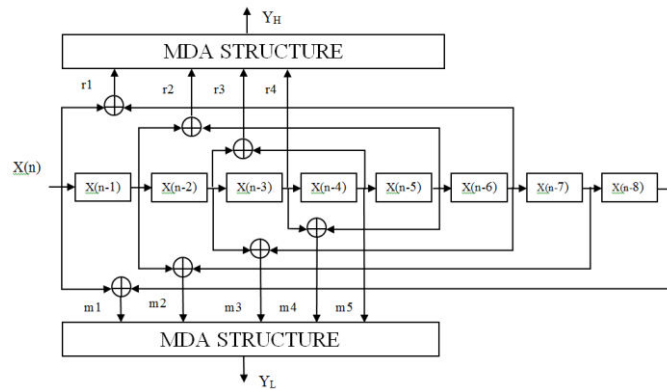 Y_H
MDA STRUCTURE
r1 r2 r3 r4
X(n)
X(n-1) X(n-2) X(n-3) X(n-4) X(n-5) X(n-6) X(n-7) X(n-8)
m1 m2 m3 m4 m5
MDA STRUCTURE
Y_L